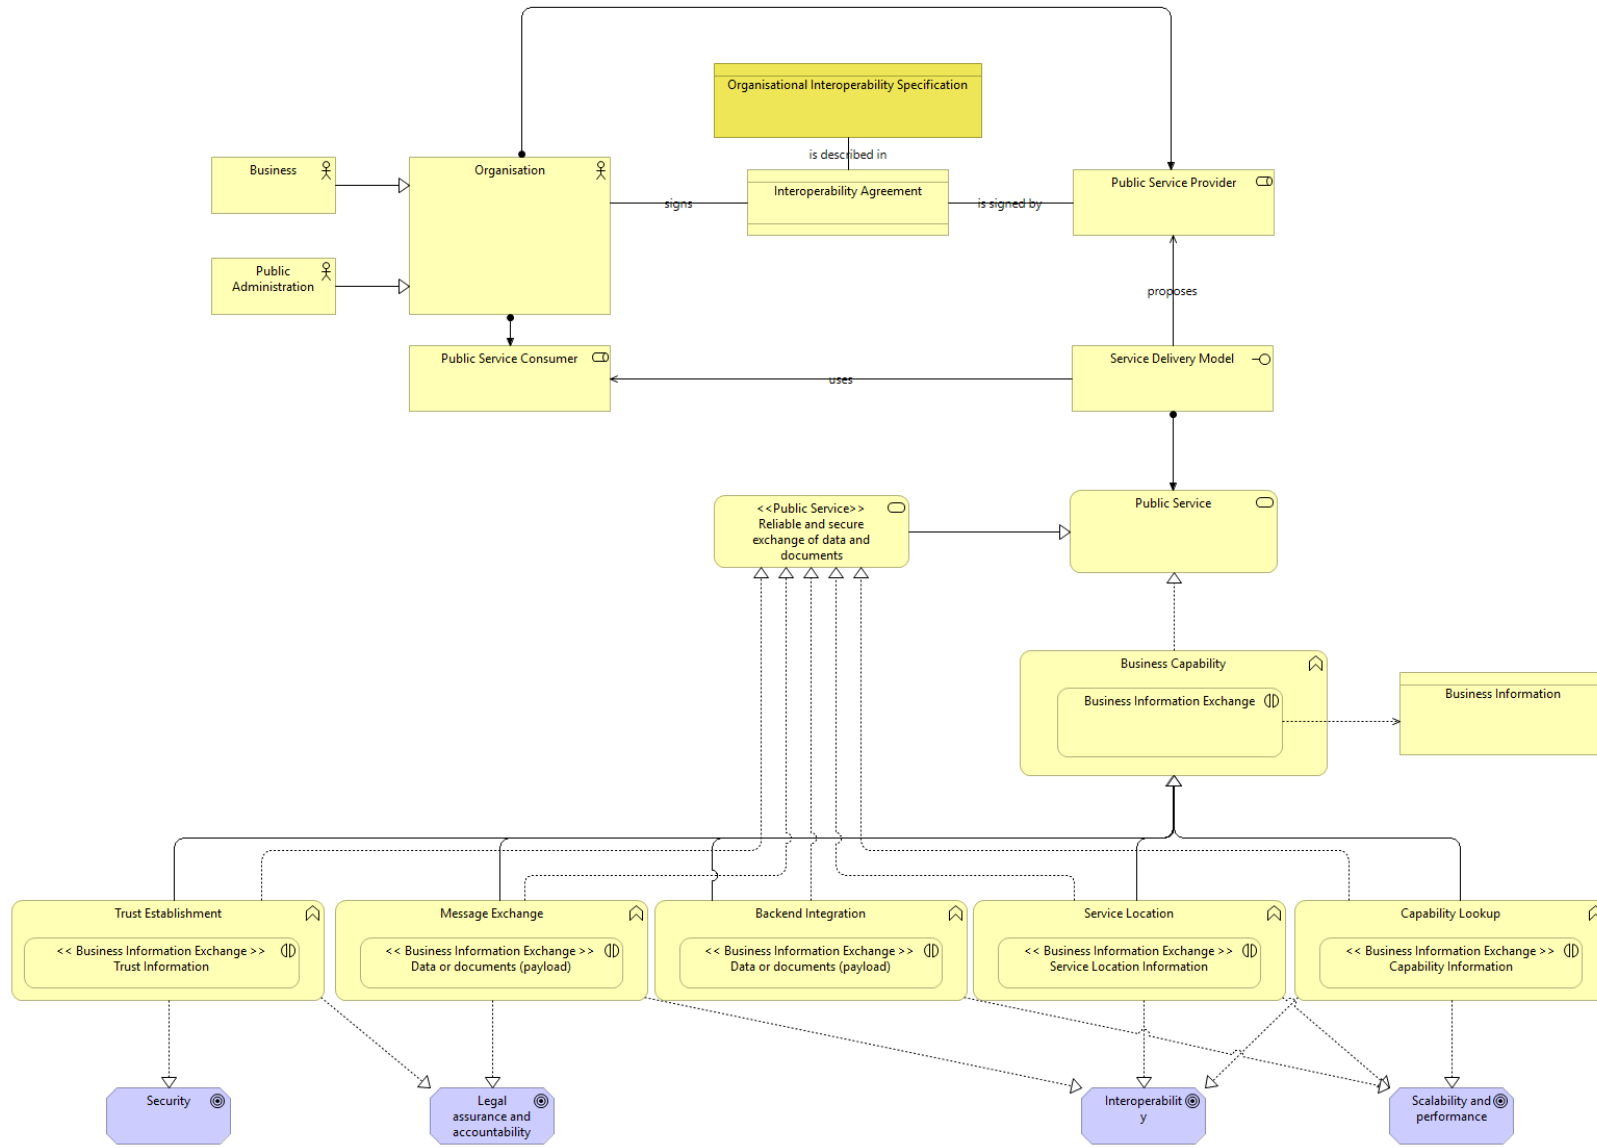 Organisational Interoperability Specification
is described in
Business
Organisation
Interoperability Agreement
Public Service Provider
signs
is signed by
Public
Administration
proposes
Public Service Consumer
Service Delivery Model
uses
<<Public Service>>
Reliable and secure
exchange of data and
documents
Public Service
Business Capability
Business Information Exchange
Business Information
Trust Establishment
<< Business Information Exchange >>
Trust Information
Message Exchange
<< Business Information Exchange >>
Data or documents (payload)
Backend Integration
<< Business Information Exchange >>
Data or documents (payload)
Service Location
<< Business Information Exchange >>
Service Location Information
Capability Lookup
<< Business Information Exchange >>
Capability Information
Security
Legal
assurance and
accountability
Interoperabilit
y
Scalability and
performance